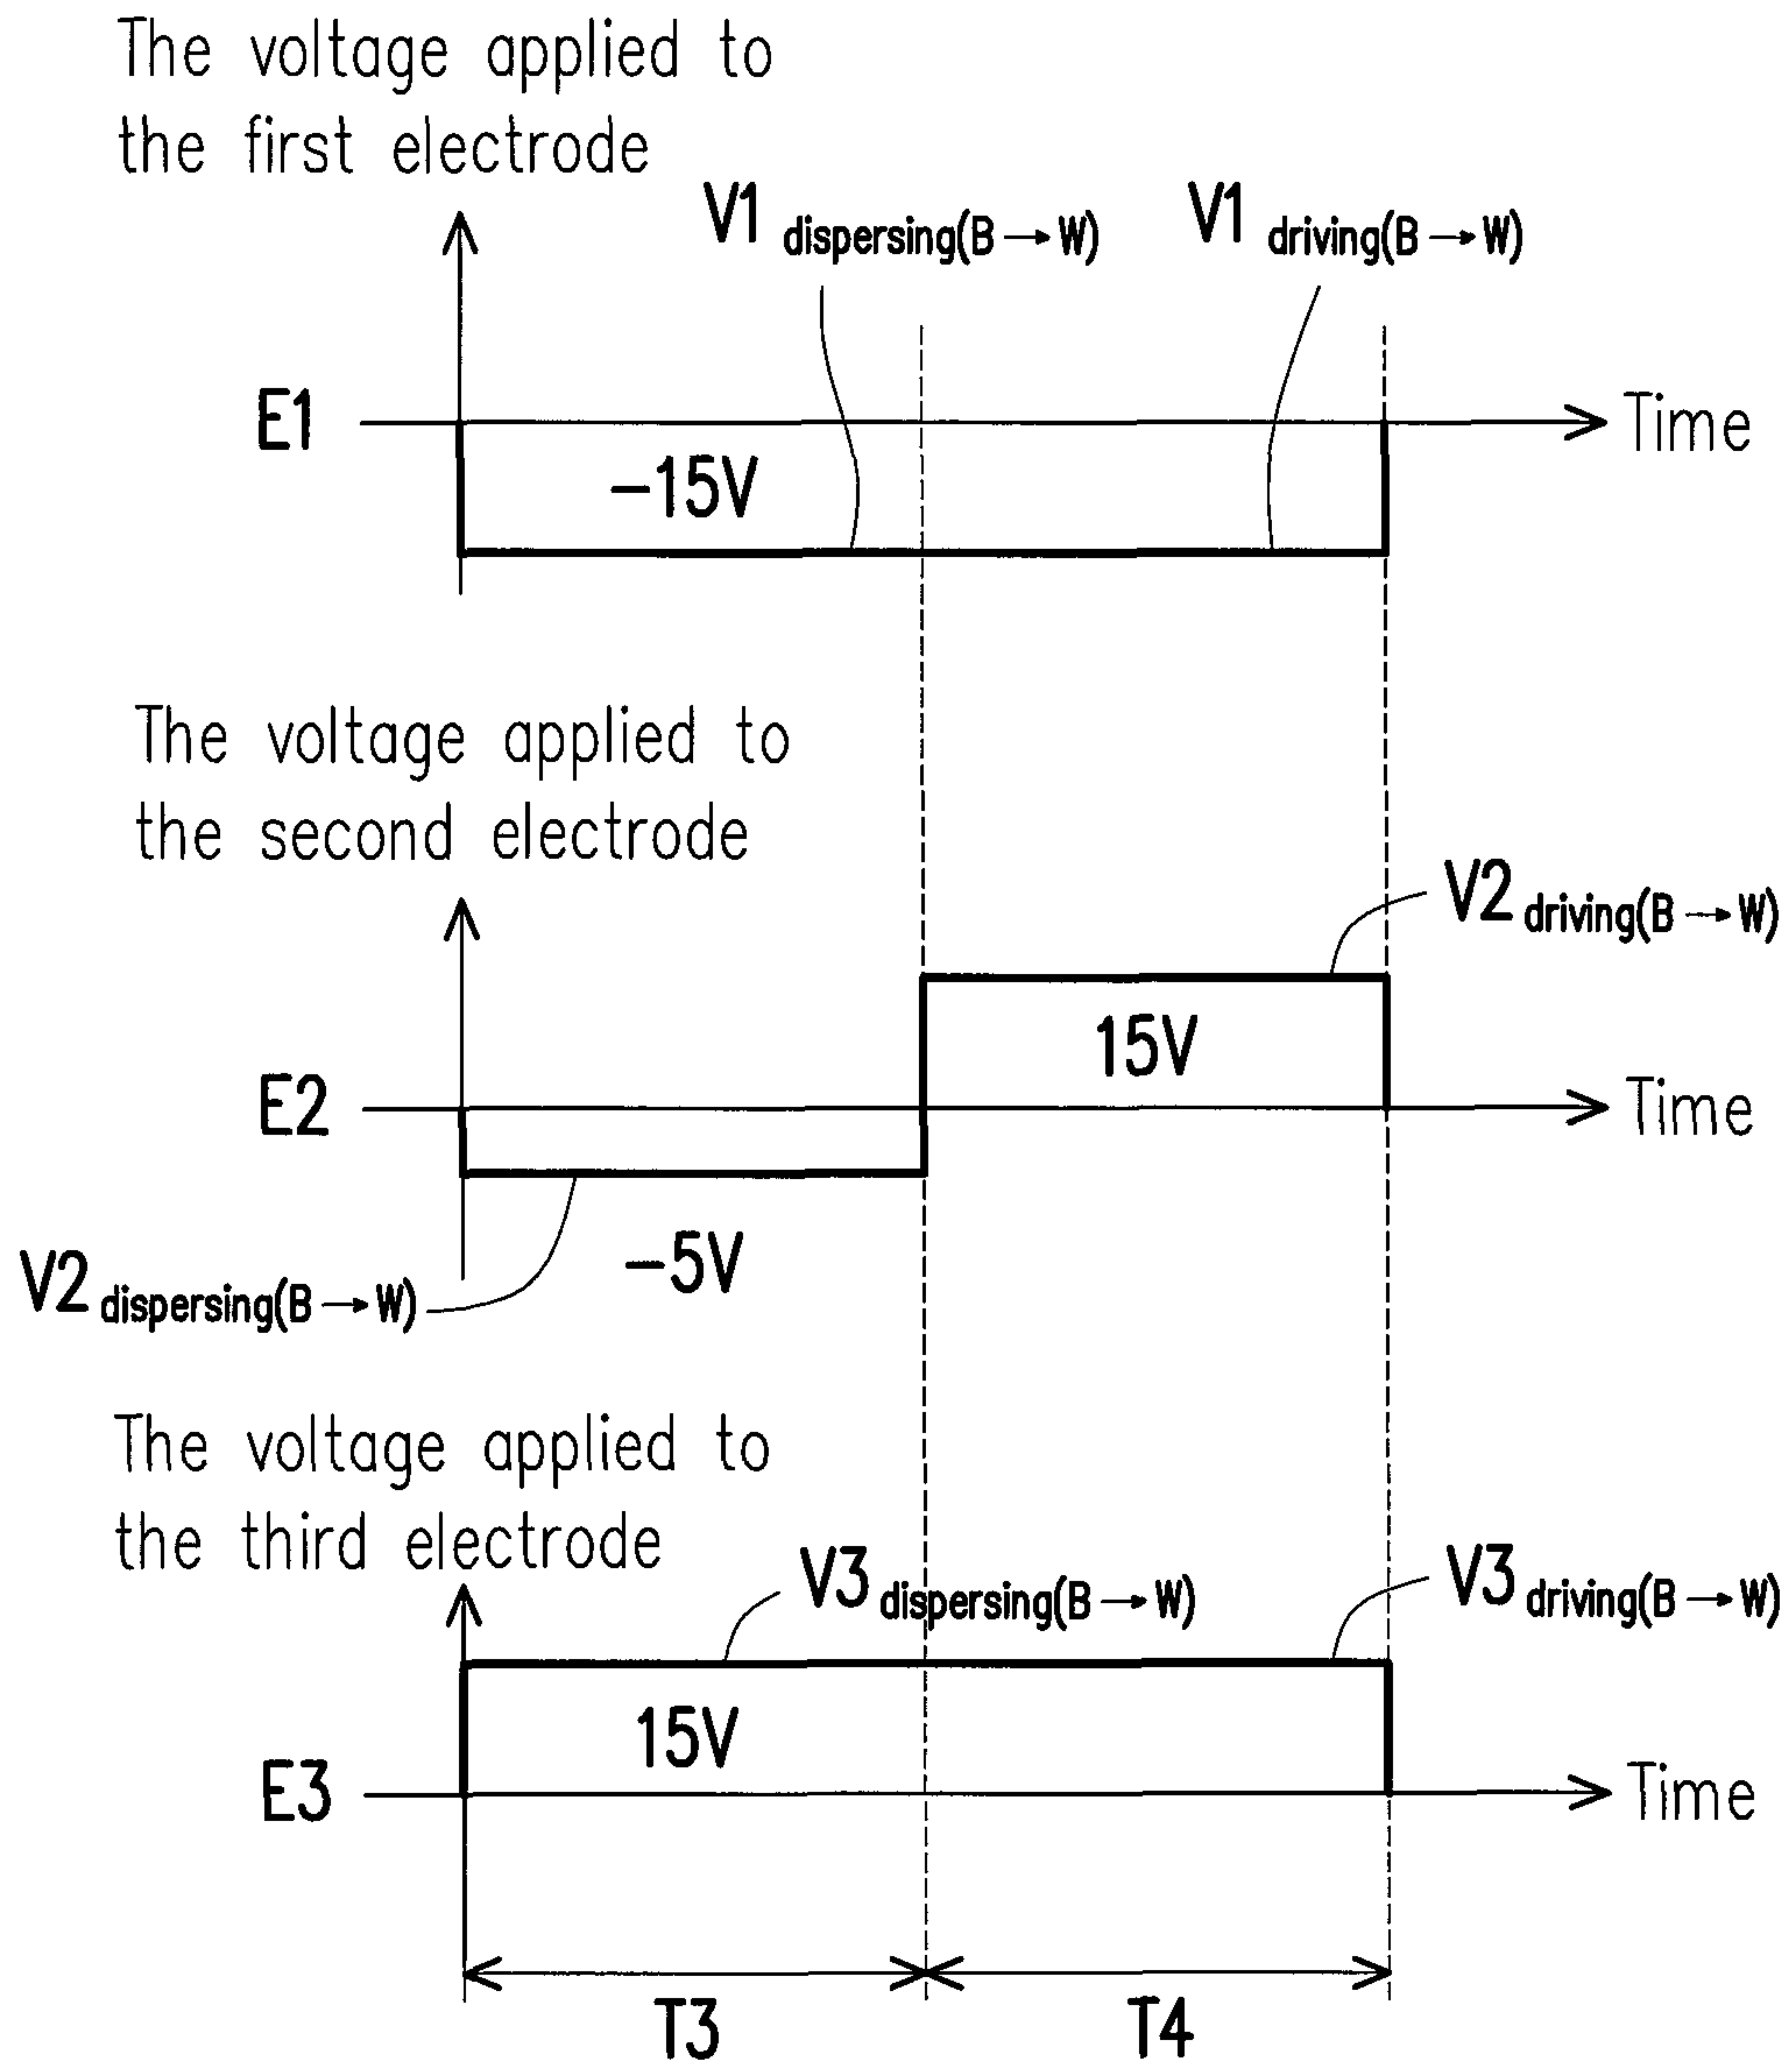 The voltage applied to
the first electrode
V1 dispersing(B→W) V1 driving(B→W)
E1 Time
−15V
The voltage applied to
the second electrode
V2 driving(B→W)
15V
E2 Time
−5V
V2 dispersing(B→W)
The voltage applied to
the third electrode
V3 dispersing(B→W) V3 driving(B→W)
15V
E3 Time
T3 T4